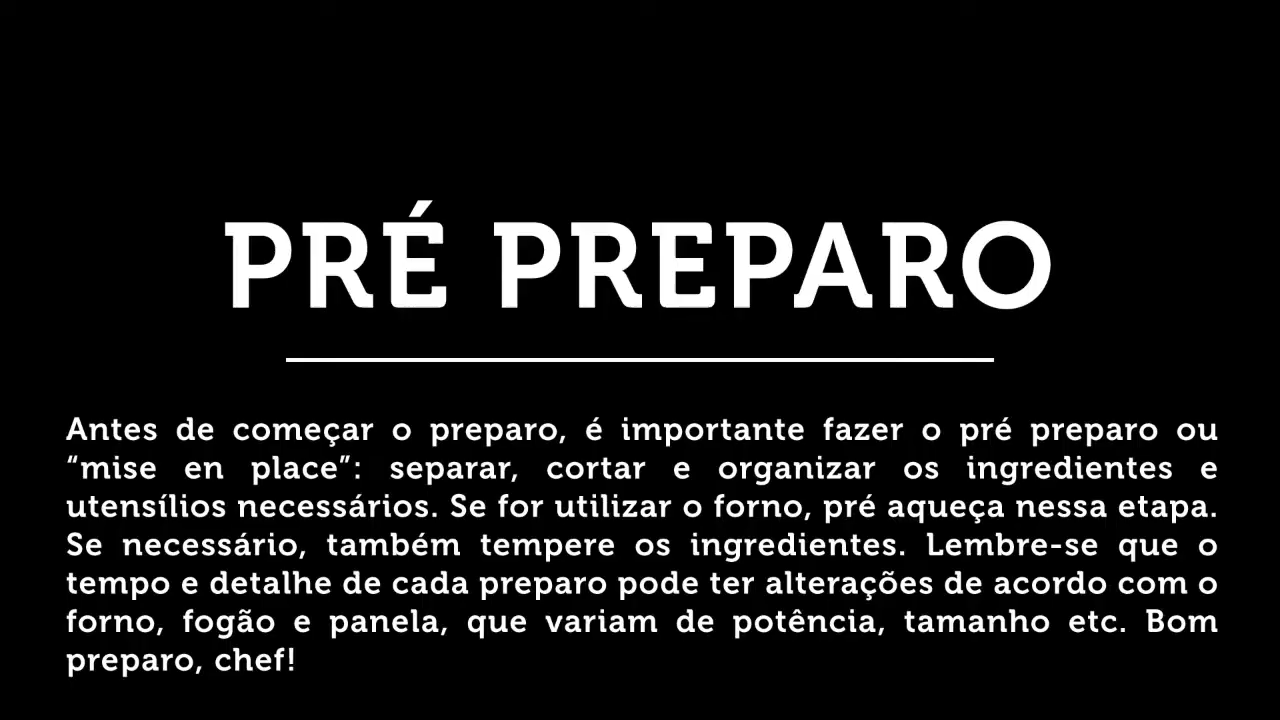 PRÉ PREPARO
Antes de começar o preparo, é importante fazer o pré preparo ou
“mise en place”: separar, cortar e organizar os ingredientes e
utensílios necessários. Se for utilizar o forno, pré aqueça nessa etapa.
Se necessário, também tempere os ingredientes. Lembre-se que o
tempo e detalhe de cada preparo pode ter alterações de acordo com o
forno, fogão e panela, que variam de potência, tamanho etc. Bom
preparo, chef!